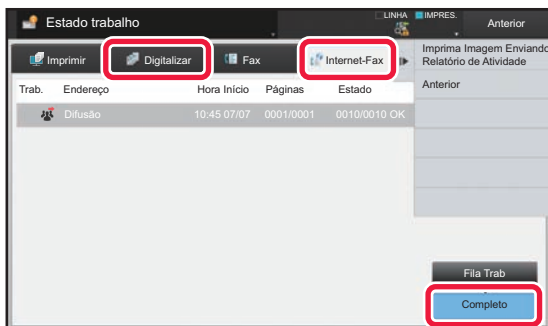 Estado trabalho
LINHA
IMPRES.
Anterior
Imprimir
Digitalizar
Fax
Internet-Fax
Imprima Imagem Enviando
Relatório de Atividade
Trab.
Endereço
Hora Início
Páginas
Estado
Anterior
Difusão
10:45 07/07
0001/0001
0010/0010 OK
Fila Trab
Completo